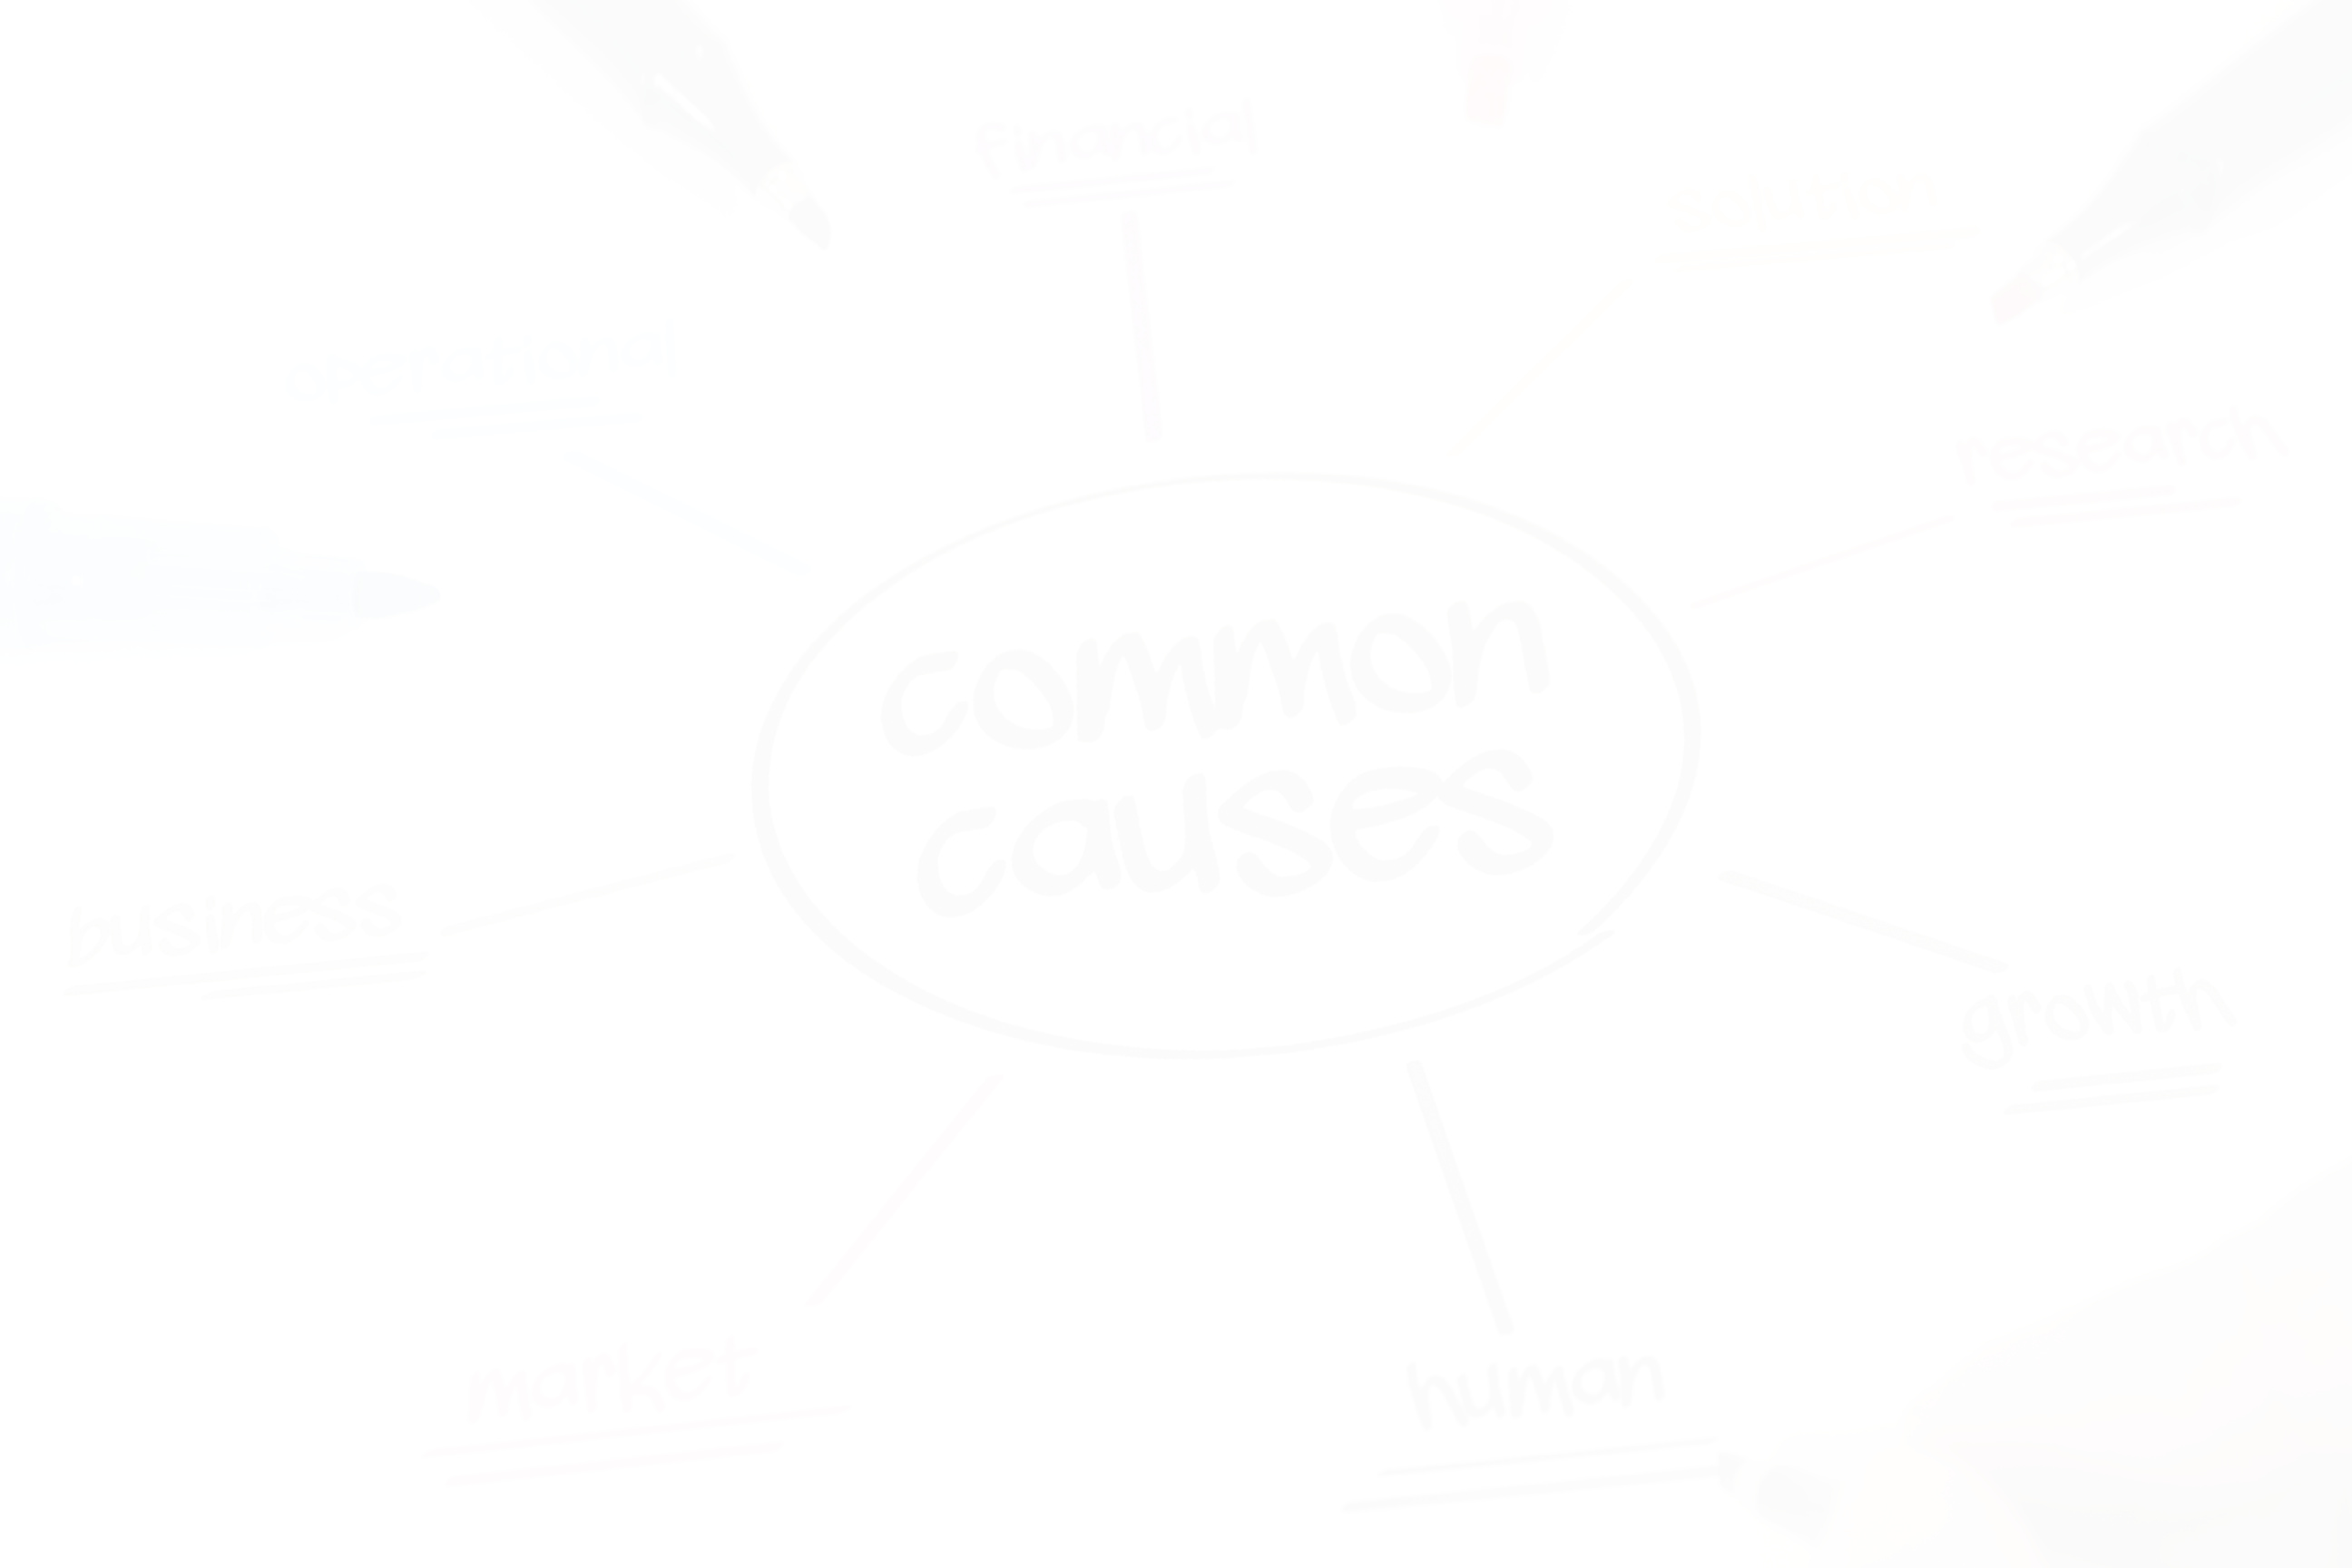 financial
solution
operational
research
common
causes
business
growth
market
human